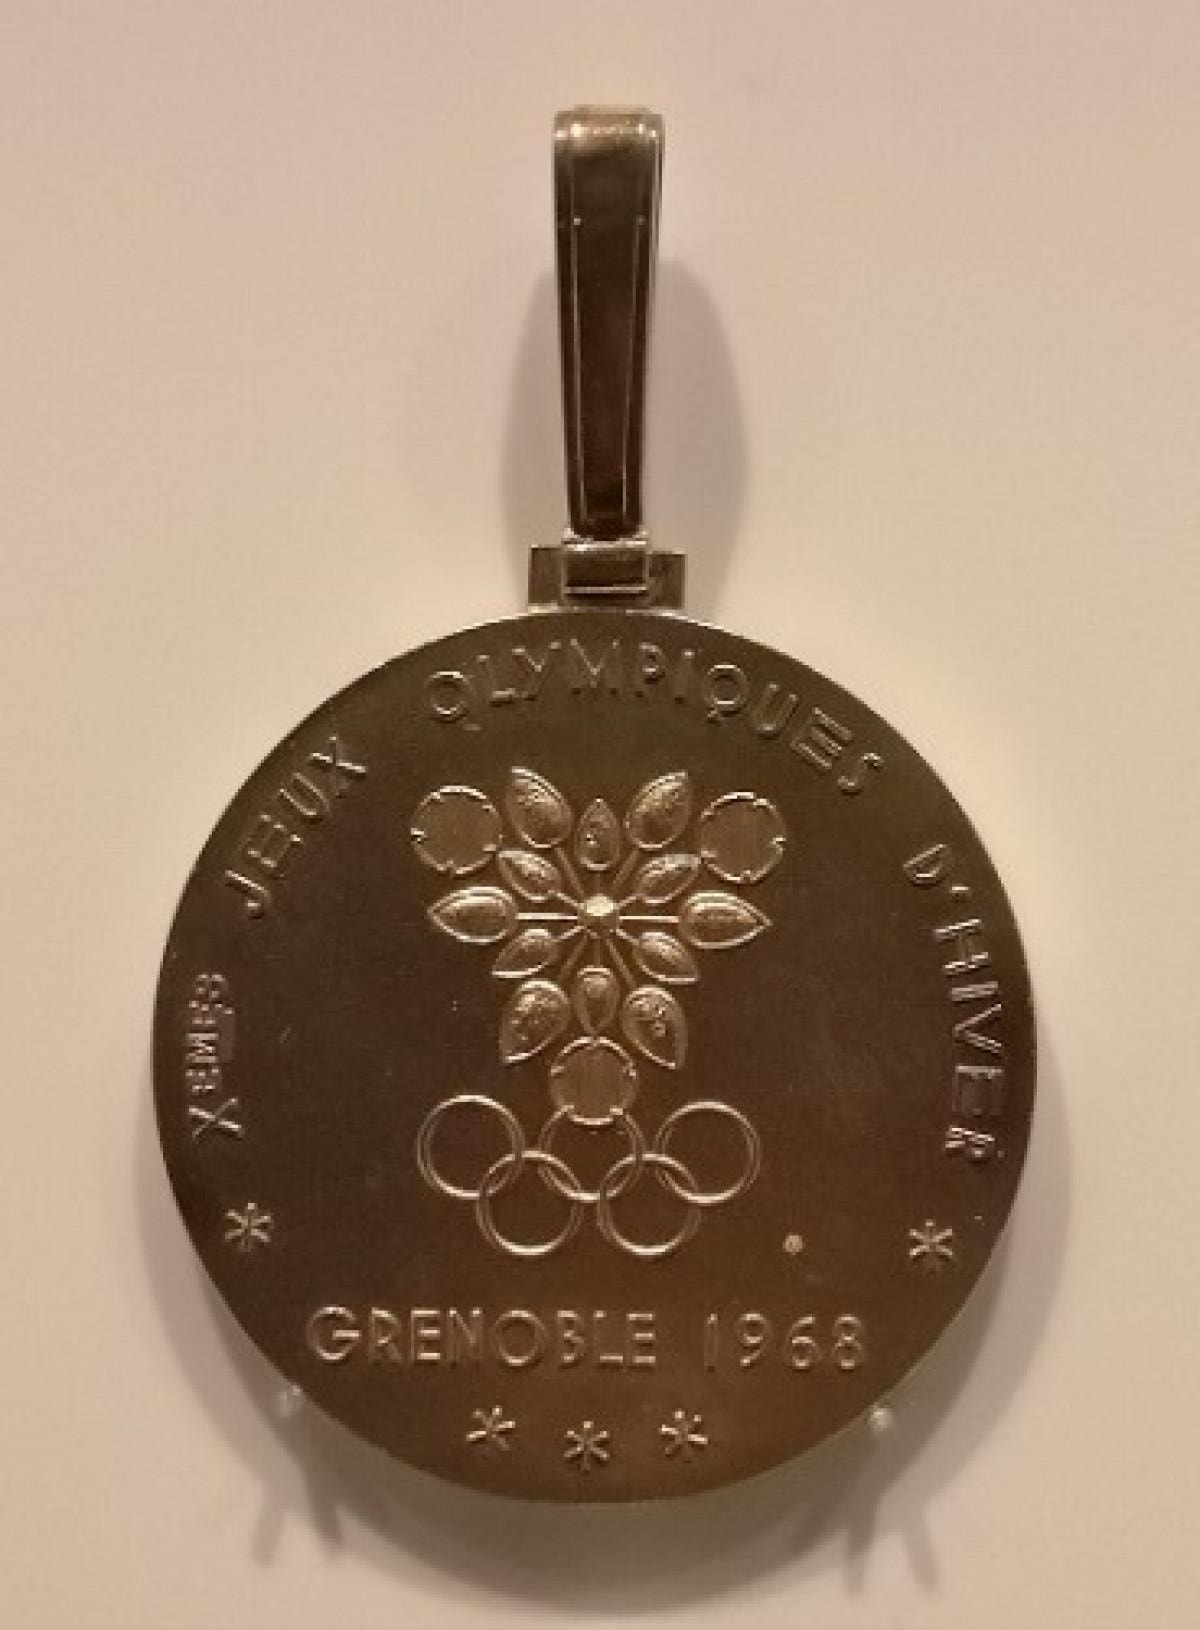 XÈMES JEUX OLYMPIQUES D'HIVER
GRENOBLE 1968